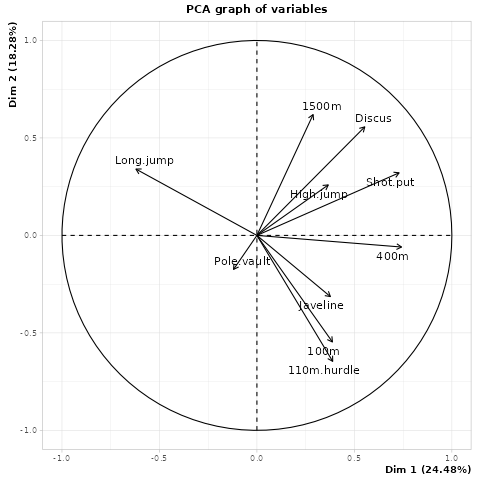 PCA graph of variables
Dim 2 (18.28%)
1.0
0.5
0.0
-0.5
-1.0
1500m
Discus
Long.jump
Shot.put
High.jump
400m
Pole.vault
Javeline
100m
110m.hurdle
-1.0
-0.5
0.0
0.5
1.0
Dim 1 (24.48%)